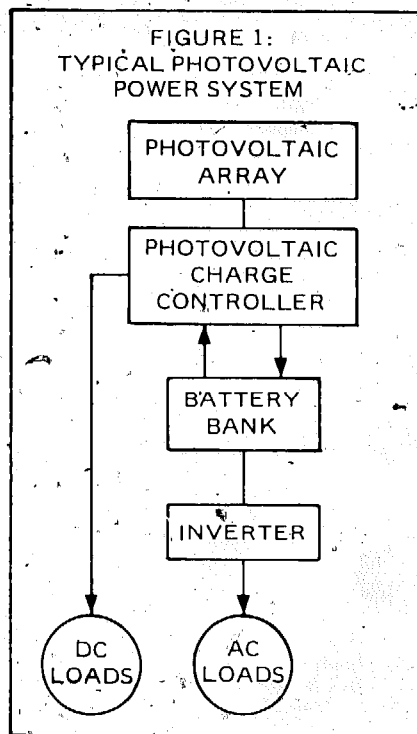 FIGURE 1:
TYPICAL PHOTOVOLTAIC
POWER SYSTEM
PHOTOVOLTAIC
ARRAY
PHOTOVOLTAIC
CHARGE
CONTROLLER
BATTERY
BANK
INVERTER
DC
LOADS
AC
LOADS